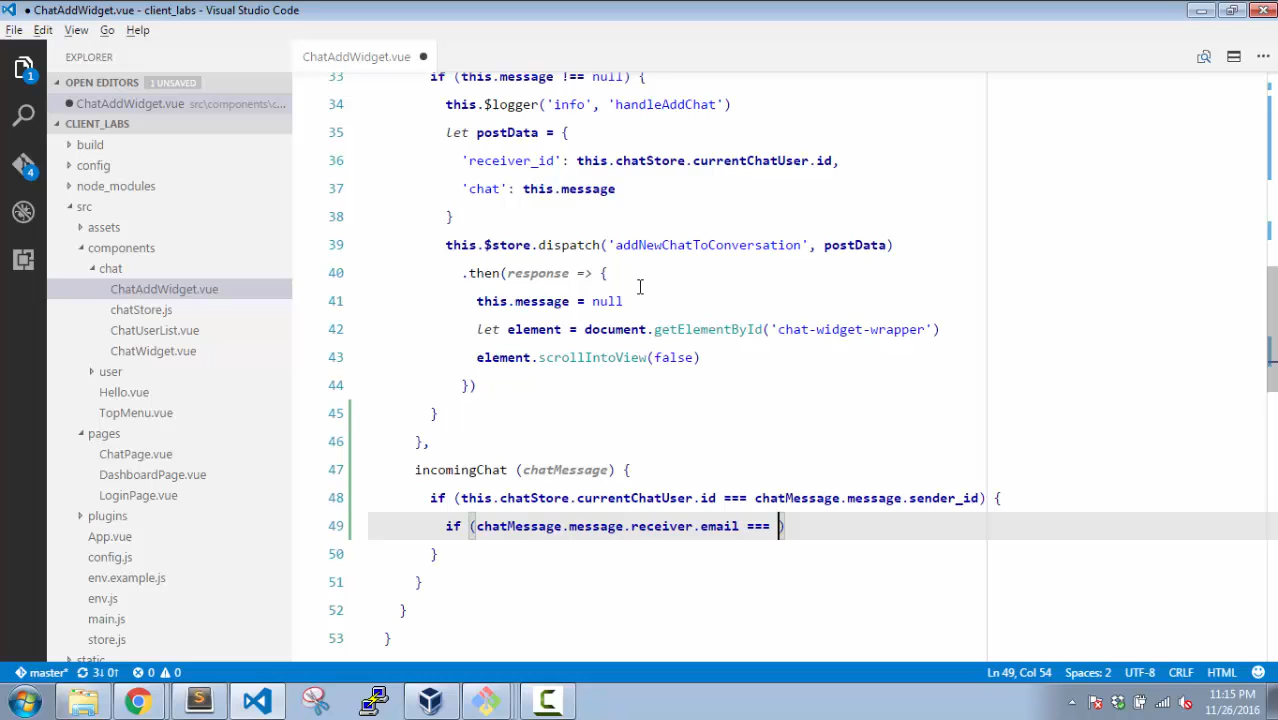 ChatAddWidget.vue - client_labs - Visual Studio Code
File Edit View Go Help
EXPLORER
ChatAddWidget.vue
OPEN EDITORS 1 UNSAVED
ChatAddWidget.vue src\components\c...
CLIENT_LABS
build
config
node_modules
src
assets
components
chat
ChatAddWidget.vue
chatStore.js
ChatUserList.vue
ChatWidget.vue
user
Hello.vue
TopMenu.vue
pages
ChatPage.vue
DashboardPage.vue
LoginPage.vue
plugins
App.vue
config.js
env.example.js
env.js
main.js
store.js
static
1
4
33 if (this.message !== null) {
34 this.$logger('info', 'handleAddChat')
35 let postData = {
36 'receiver_id': this.chatStore.currentChatUser.id,
37 'chat': this.message
38 }
39 this.$store.dispatch('addNewChatToConversation', postData)
40 .then(response => {
41 this.message = null
42 let element = document.getElementById('chat-widget-wrapper')
43 element.scrollIntoView(false)
44 })
45 }
46 },
47 incomingChat (chatMessage) {
48 if (this.chatStore.currentChatUser.id === chatMessage.message.sender_id) {
49 if (chatMessage.message.receiver.email === )
50 }
51 }
52 }
53 }
master* 3↓ 0↑ 0 0
Ln 49, Col 54 Spaces: 2 UTF-8 CRLF HTML
11:15 PM
11/26/2016